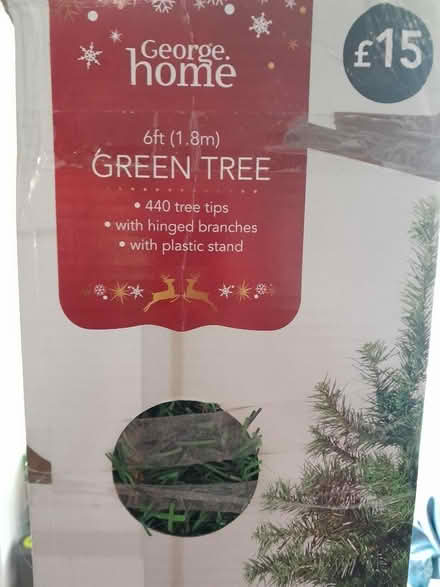 George.
home
£15
6ft (1.8m)
GREEN TREE
• 440 tree tips
• with hinged branches
• with plastic stand